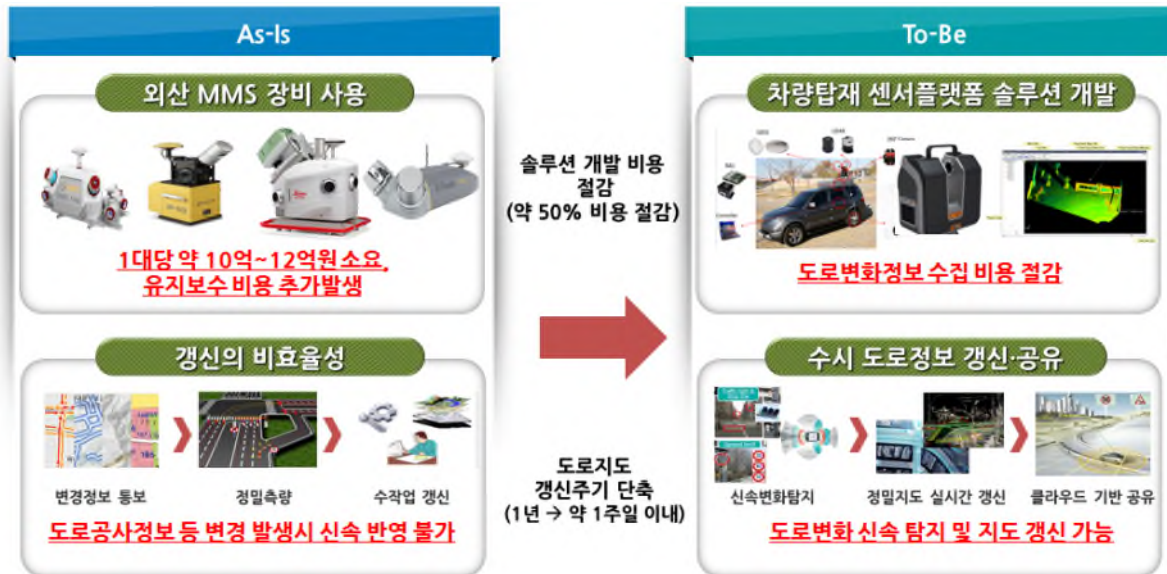 As-Is
외산 MMS 장비 사용
1대당 약 10억~12억원 소요,
유지보수 비용 추가발생
갱신의 비효율성
변경정보 통보
정밀측량
수작업 갱신
도로공사정보 등 변경 발생시 신속 반영 불가
솔루션 개발 비용
절감
(약 50% 비용 절감)
도로지도
갱신주기 단축
(1년 → 약 1주일 이내)
To-Be
차량탑재 센서플랫폼 솔루션 개발
도로변화정보 수집 비용 절감
수시 도로정보 갱신·공유
신속변화탐지
정밀지도 실시간 갱신
클라우드 기반 공유
도로변화 신속 탐지 및 지도 갱신 가능